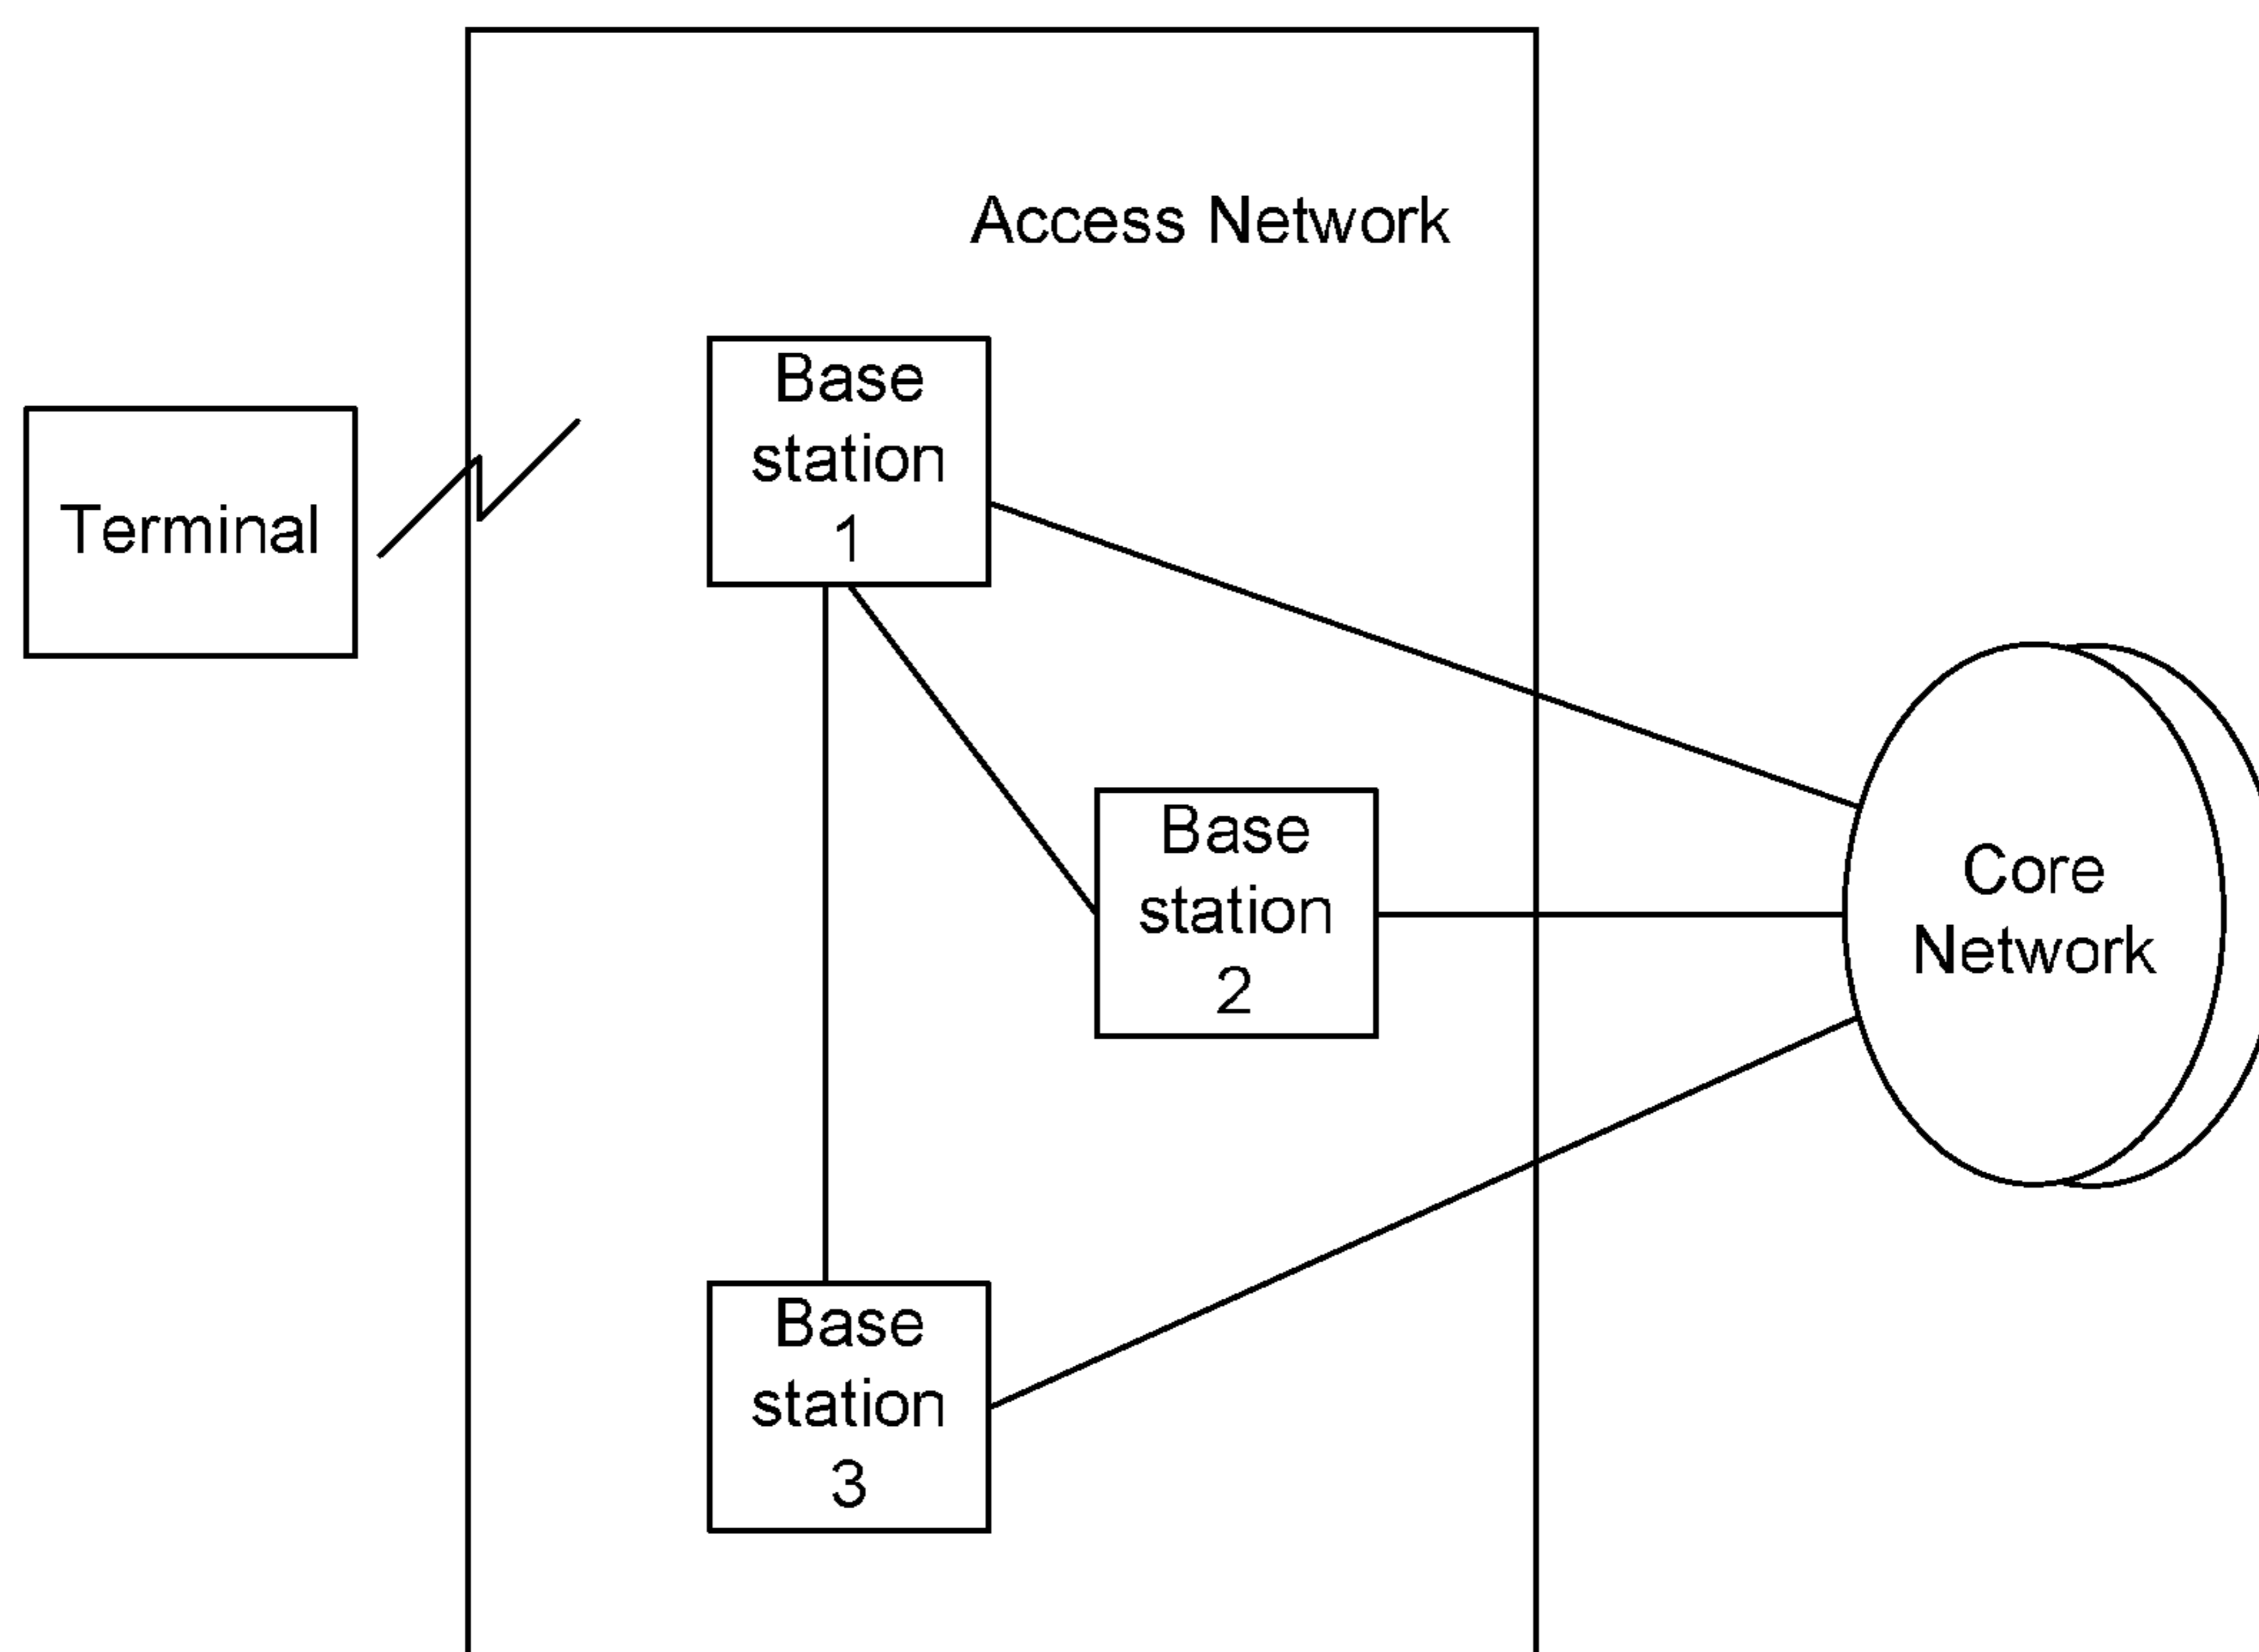 Access Network
Base
station
1
Terminal
Base
station
2
Core
Network
Base
station
3